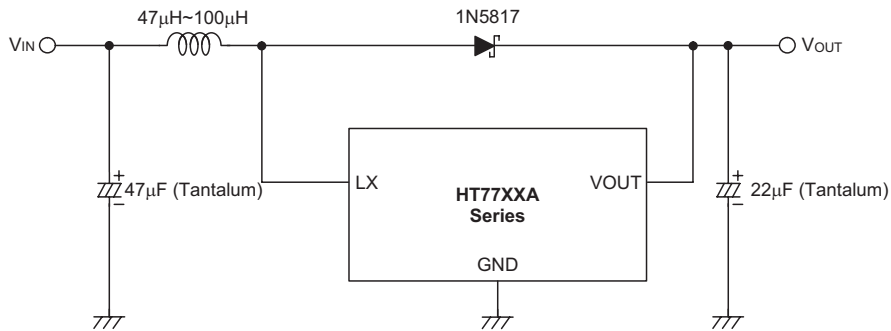 47µH~100µH
1N5817
VIN
VOUT
+
47µF (Tantalum)
−
LX
HT77XXA
Series
VOUT
GND
+
22µF (Tantalum)
−